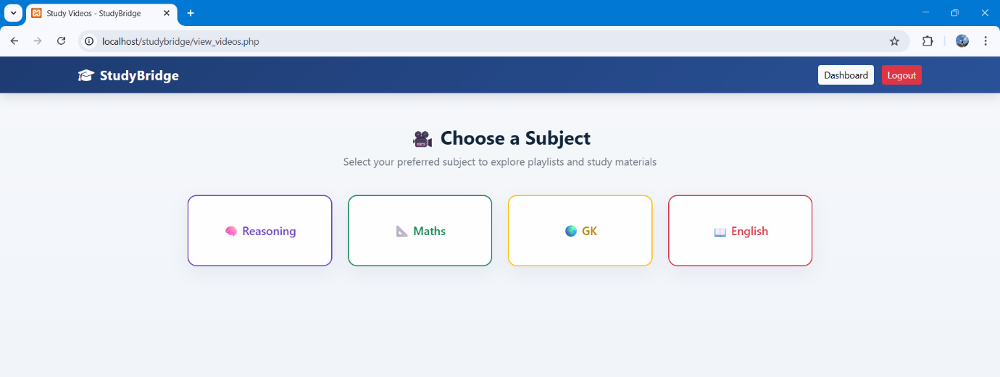 Study Videos - StudyBridge
localhost/studybridge/view_videos.php
StudyBridge
Dashboard
Logout
Choose a Subject
Select your preferred subject to explore playlists and study materials
Reasoning
Maths
GK
English